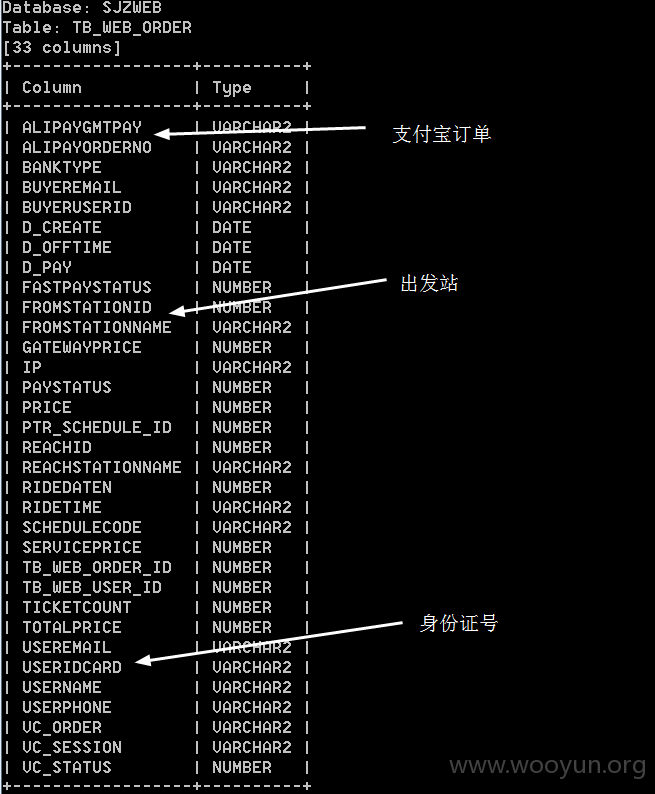 Database: SJZWEB
Table: TB_WEB_ORDER
[33 columns]
+-------------------+----------+
| Column            | Type     |
+-------------------+----------+
| ALIPAYGMTPAY      | VARCHAR2 | 支付宝订单
| ALIPAYORDERNO     | VARCHAR2 |
| BANKTYPE          | VARCHAR2 |
| BUYEREMAIL        | VARCHAR2 |
| BUYERUSERID       | VARCHAR2 |
| D_CREATE          | DATE     |
| D_OFFTIME         | DATE     |
| D_PAY             | DATE     |
| FASTPAYSTATUS     | NUMBER   | 出发站
| FROMSTATIONID     | NUMBER   |
| FROMSTATIONNAME   | VARCHAR2 |
| GATEWAYPRICE      | NUMBER   |
| IP                | VARCHAR2 |
| PAYSTATUS         | NUMBER   |
| PRICE             | NUMBER   |
| PTR_SCHEDULE_ID   | NUMBER   |
| REACHID           | NUMBER   |
| REACHSTATIONNAME  | VARCHAR2 |
| RIDEDATEN         | NUMBER   |
| RIDETIME          | VARCHAR2 |
| SCHEDULECODE      | VARCHAR2 |
| SERVICEPRICE      | NUMBER   |
| TB_WEB_ORDER_ID   | NUMBER   |
| TB_WEB_USER_ID    | NUMBER   |
| TICKETCOUNT       | NUMBER   |
| TOTALPRICE        | NUMBER   | 身份证号
| USEREMAIL         | VARCHAR2 |
| USERIDCARD        | VARCHAR2 |
| USERNAME          | VARCHAR2 |
| USERPHONE         | VARCHAR2 |
| VC_ORDER          | VARCHAR2 |
| VC_SESSION        | VARCHAR2 |
| VC_STATUS         | NUMBER   |
+-------------------+----------+
www.wooyun.org